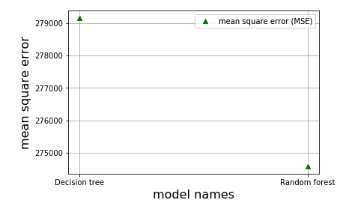 279000
278000
277000
276000
275000
mean square error
mean square error (MSE)
Decision tree
Random forest
model names